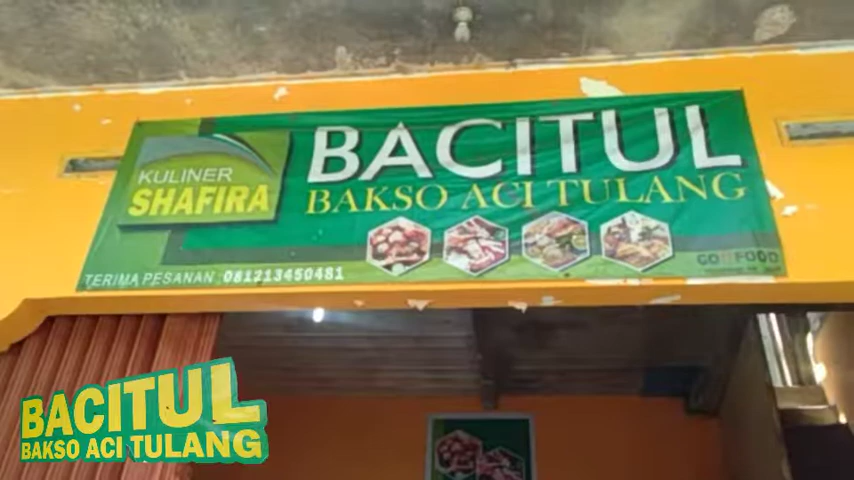 KULINER
SHAFIRA
BACITUL
BAKSO ACI TULANG
TERIMA PESANAN : 081213450481
GO FOOD
BACITUL
BAKSO ACI TULANG